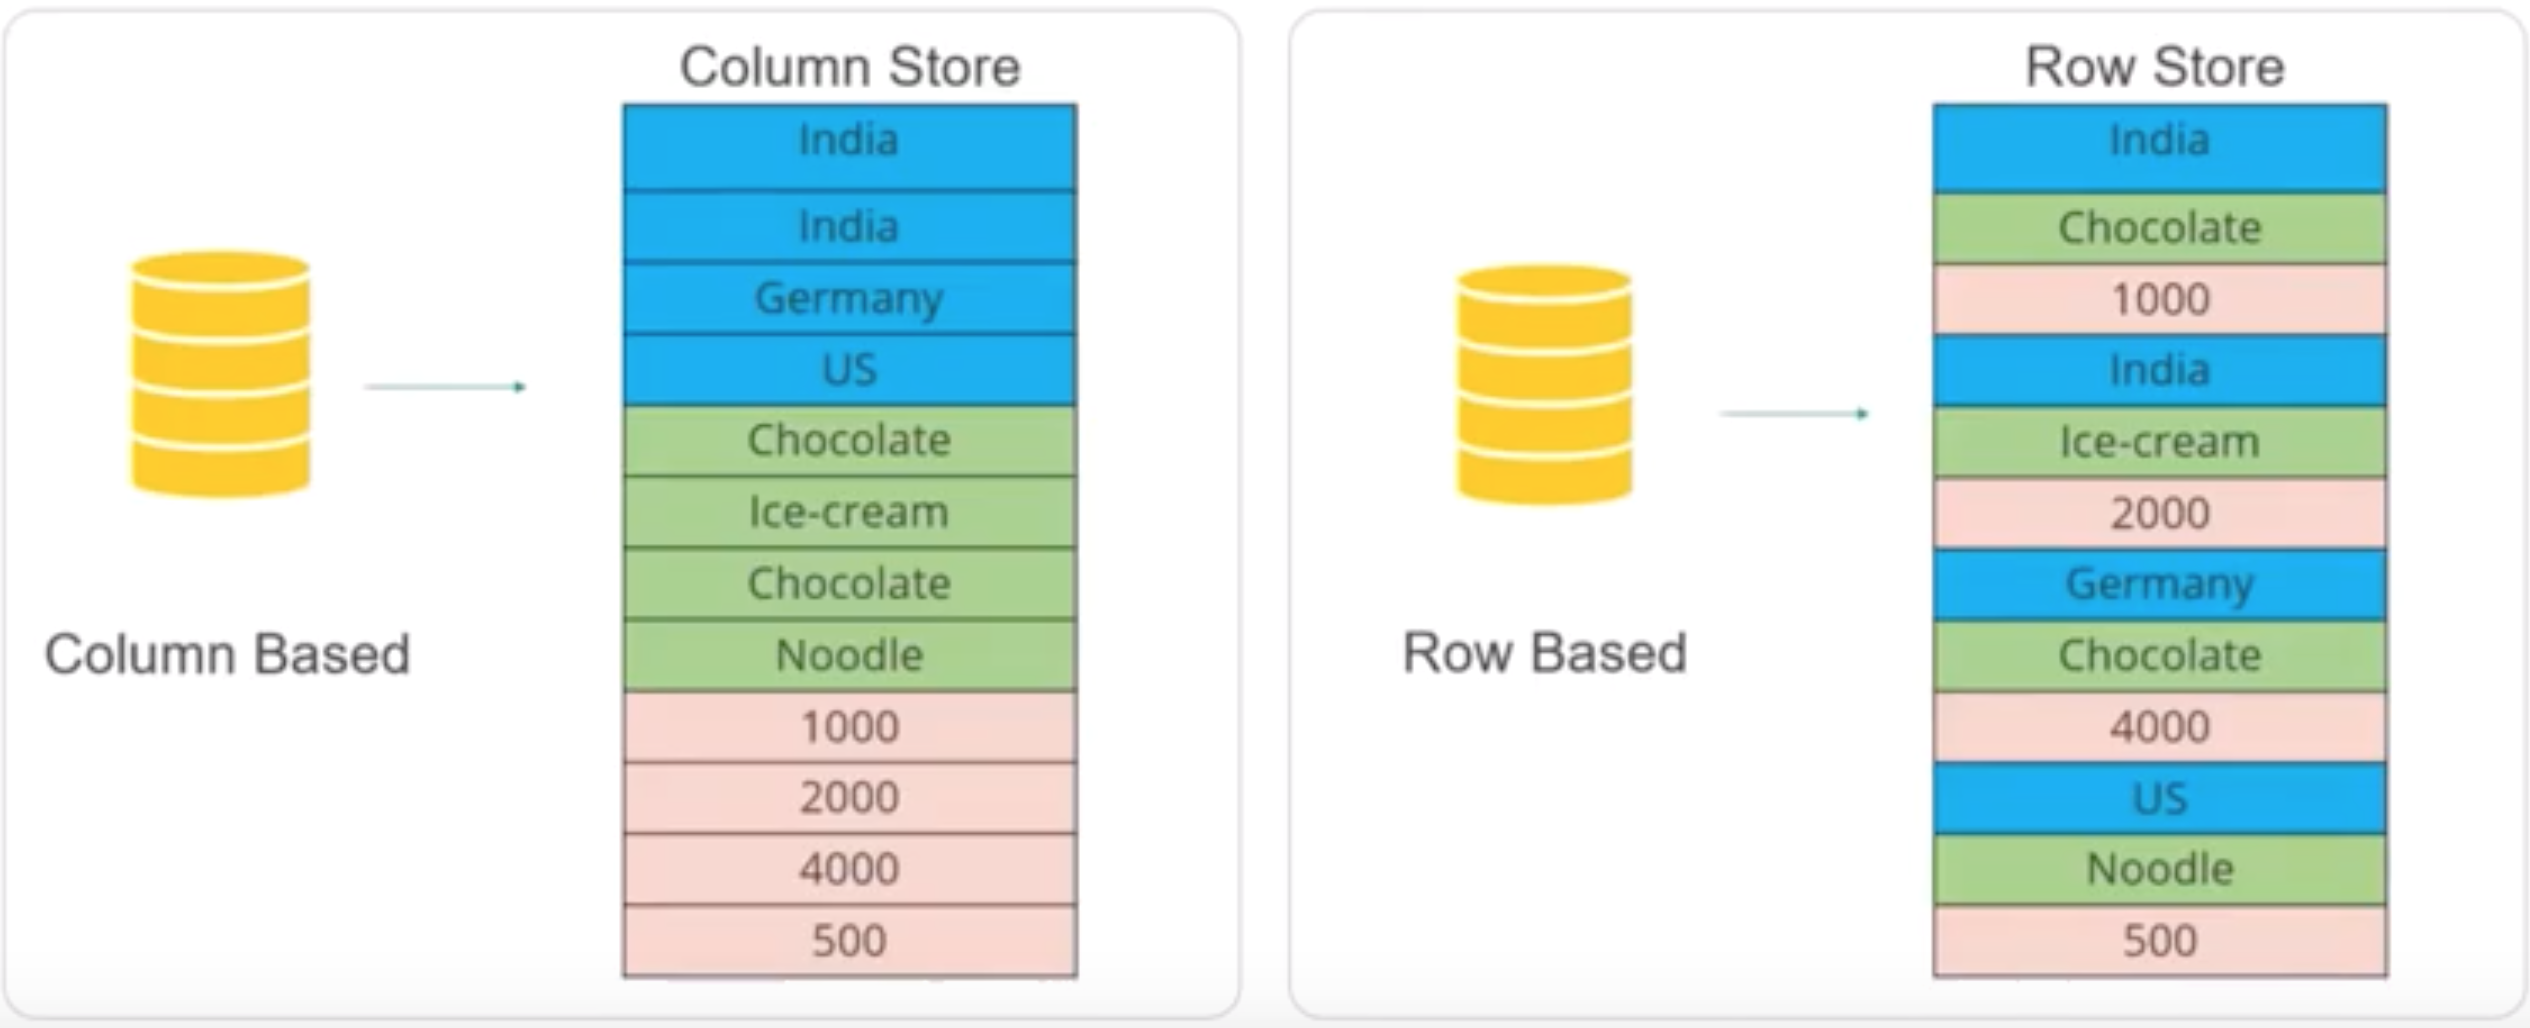 Column Store
India
India
Germany
US
Chocolate
Ice-cream
Chocolate
Noodle
1000
2000
4000
500
Column Based
Row Store
India
Chocolate
1000
India
Ice-cream
2000
Germany
Chocolate
4000
US
Noodle
500
Row Based